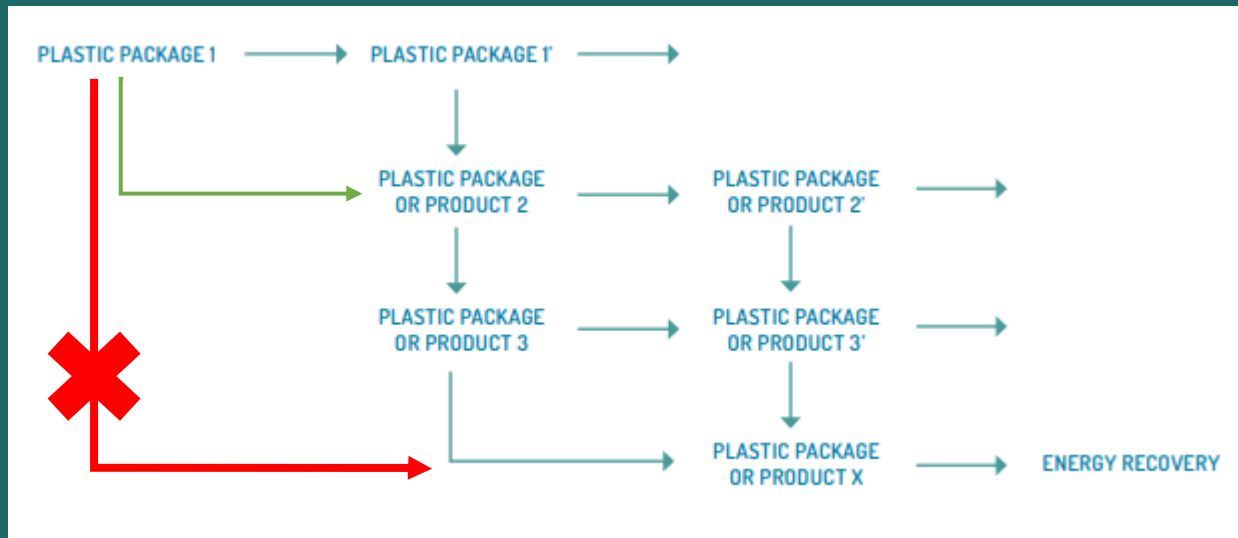 PLASTIC PACKAGE 1
PLASTIC PACKAGE 1'
PLASTIC PACKAGE
OR PRODUCT 2
PLASTIC PACKAGE
OR PRODUCT 2'
PLASTIC PACKAGE
OR PRODUCT 3
PLASTIC PACKAGE
OR PRODUCT 3'
PLASTIC PACKAGE
OR PRODUCT X
ENERGY RECOVERY